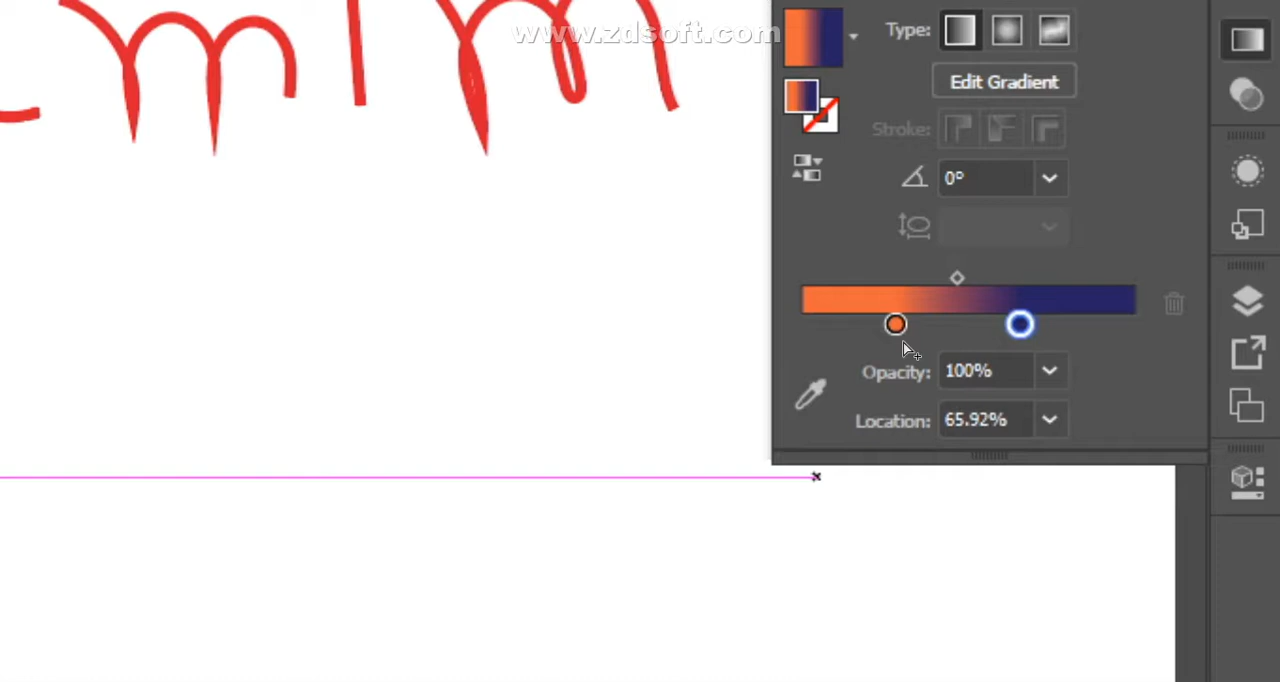 www.zdsoft.com
Type:
Edit Gradient
Stroke:
0°
Opacity: 100%
Location: 65.92%